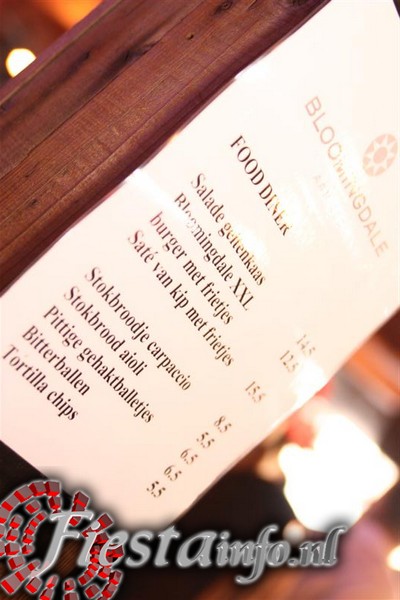 BLOOMINGDALE
FOOD DINER
Salade geitenkaas 14.5
Bloomingdale XXL
burger met frietjes 12.5
Saté van kip met frietjes 15.5
Stokbroodje carpaccio 8.5
Stokbrood aioli 5.5
Pittige gehaktballetjes 6.5
Bitterballen 6.5
Tortilla chips 5.5
Fiestainfo.nl